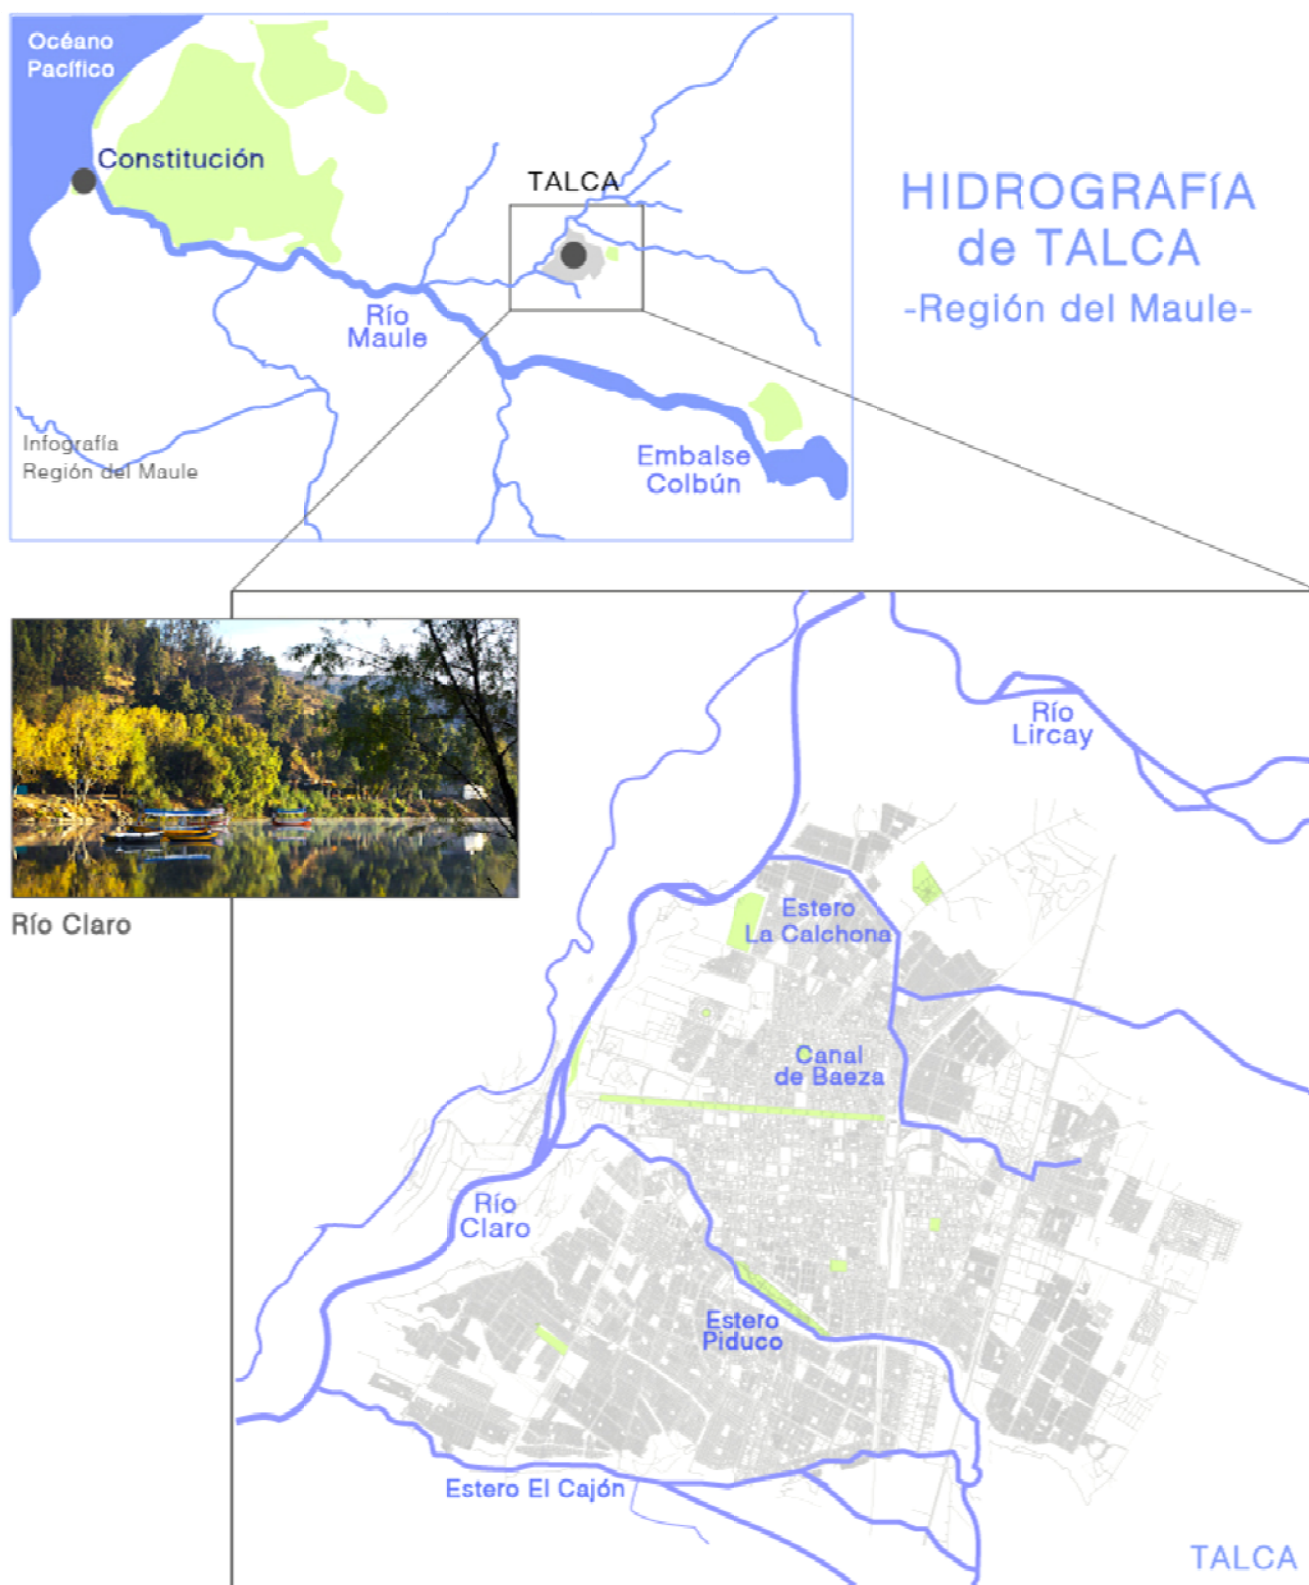 Océano
Pacífico
Constitución
TALCA
HIDROGRAFíA
de TALCA
-Región del Maule-
Río
Maule
Infografía
Región del Maule
Embalse
Colbún
Río
Lircay
Río Claro
Estero
La Calchona
Canal
de Baeza
Río
Claro
Estero
Piduco
Estero El Cajón
TALCA